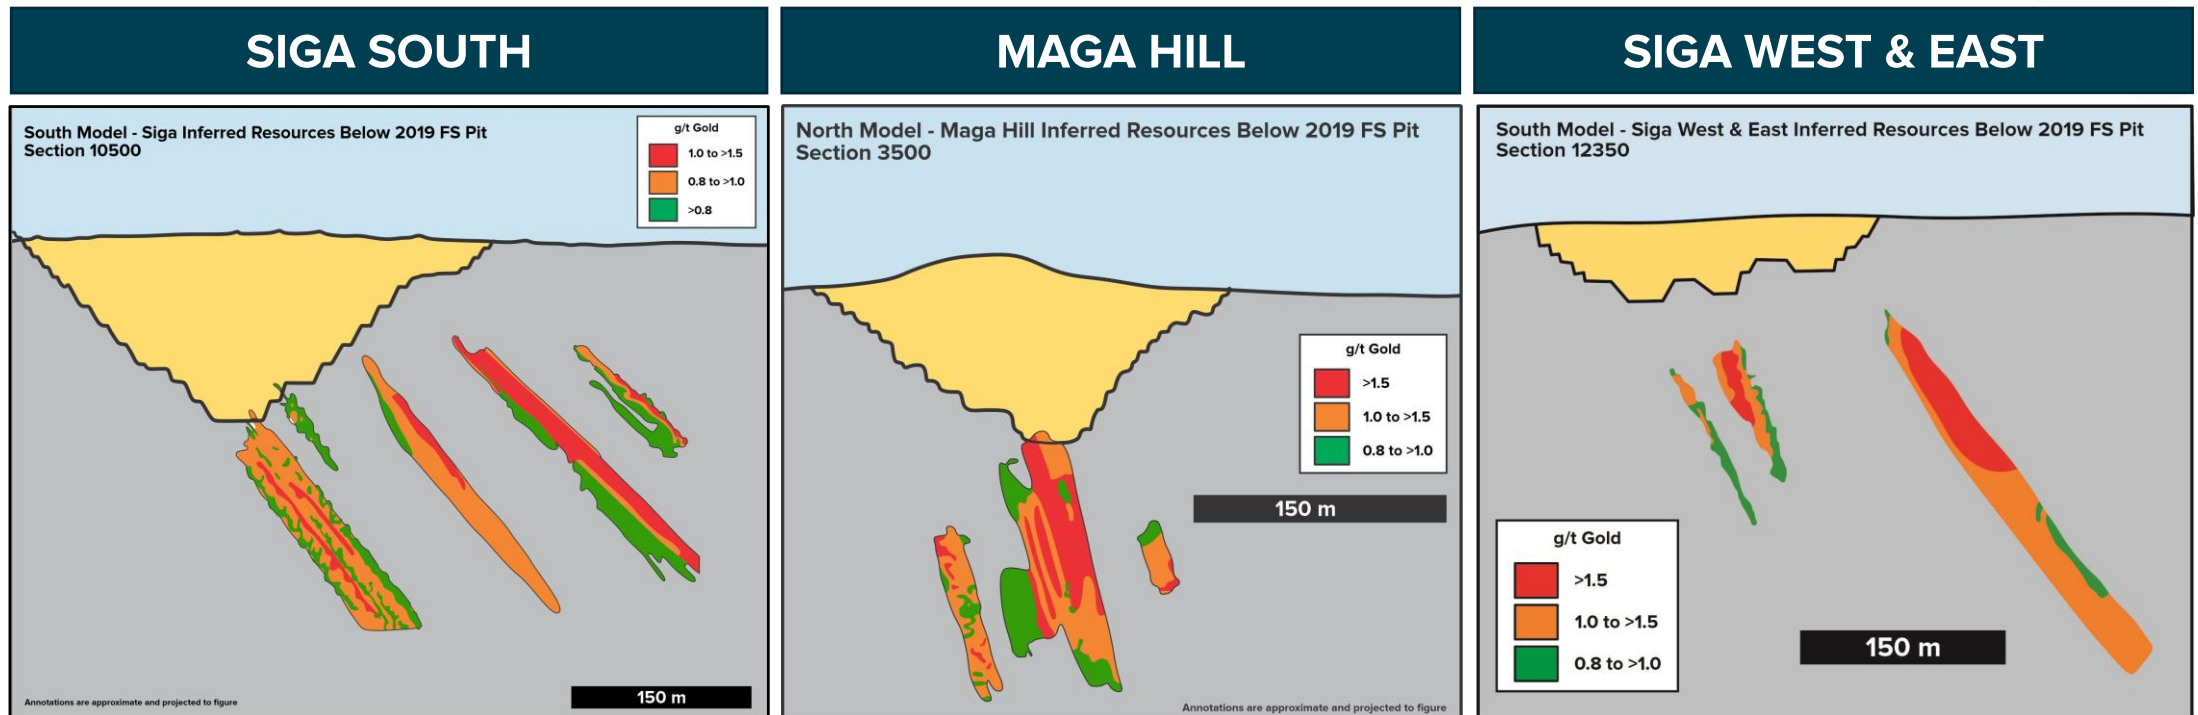 SIGA SOUTH
South Model - Siga Inferred Resources Below 2019 FS Pit
Section 10500
g/t Gold
1.0 to >1.5
0.8 to >1.0
>0.8
Annotations are approximate and projected to figure
150 m
MAGA HILL
North Model - Maga Hill Inferred Resources Below 2019 FS Pit
Section 3500
g/t Gold
>1.5
1.0 to >1.5
0.8 to >1.0
150 m
Annotations are approximate and projected to figure
SIGA WEST & EAST
South Model - Siga West & East Inferred Resources Below 2019 FS Pit
Section 12350
g/t Gold
>1.5
1.0 to >1.5
0.8 to >1.0
150 m